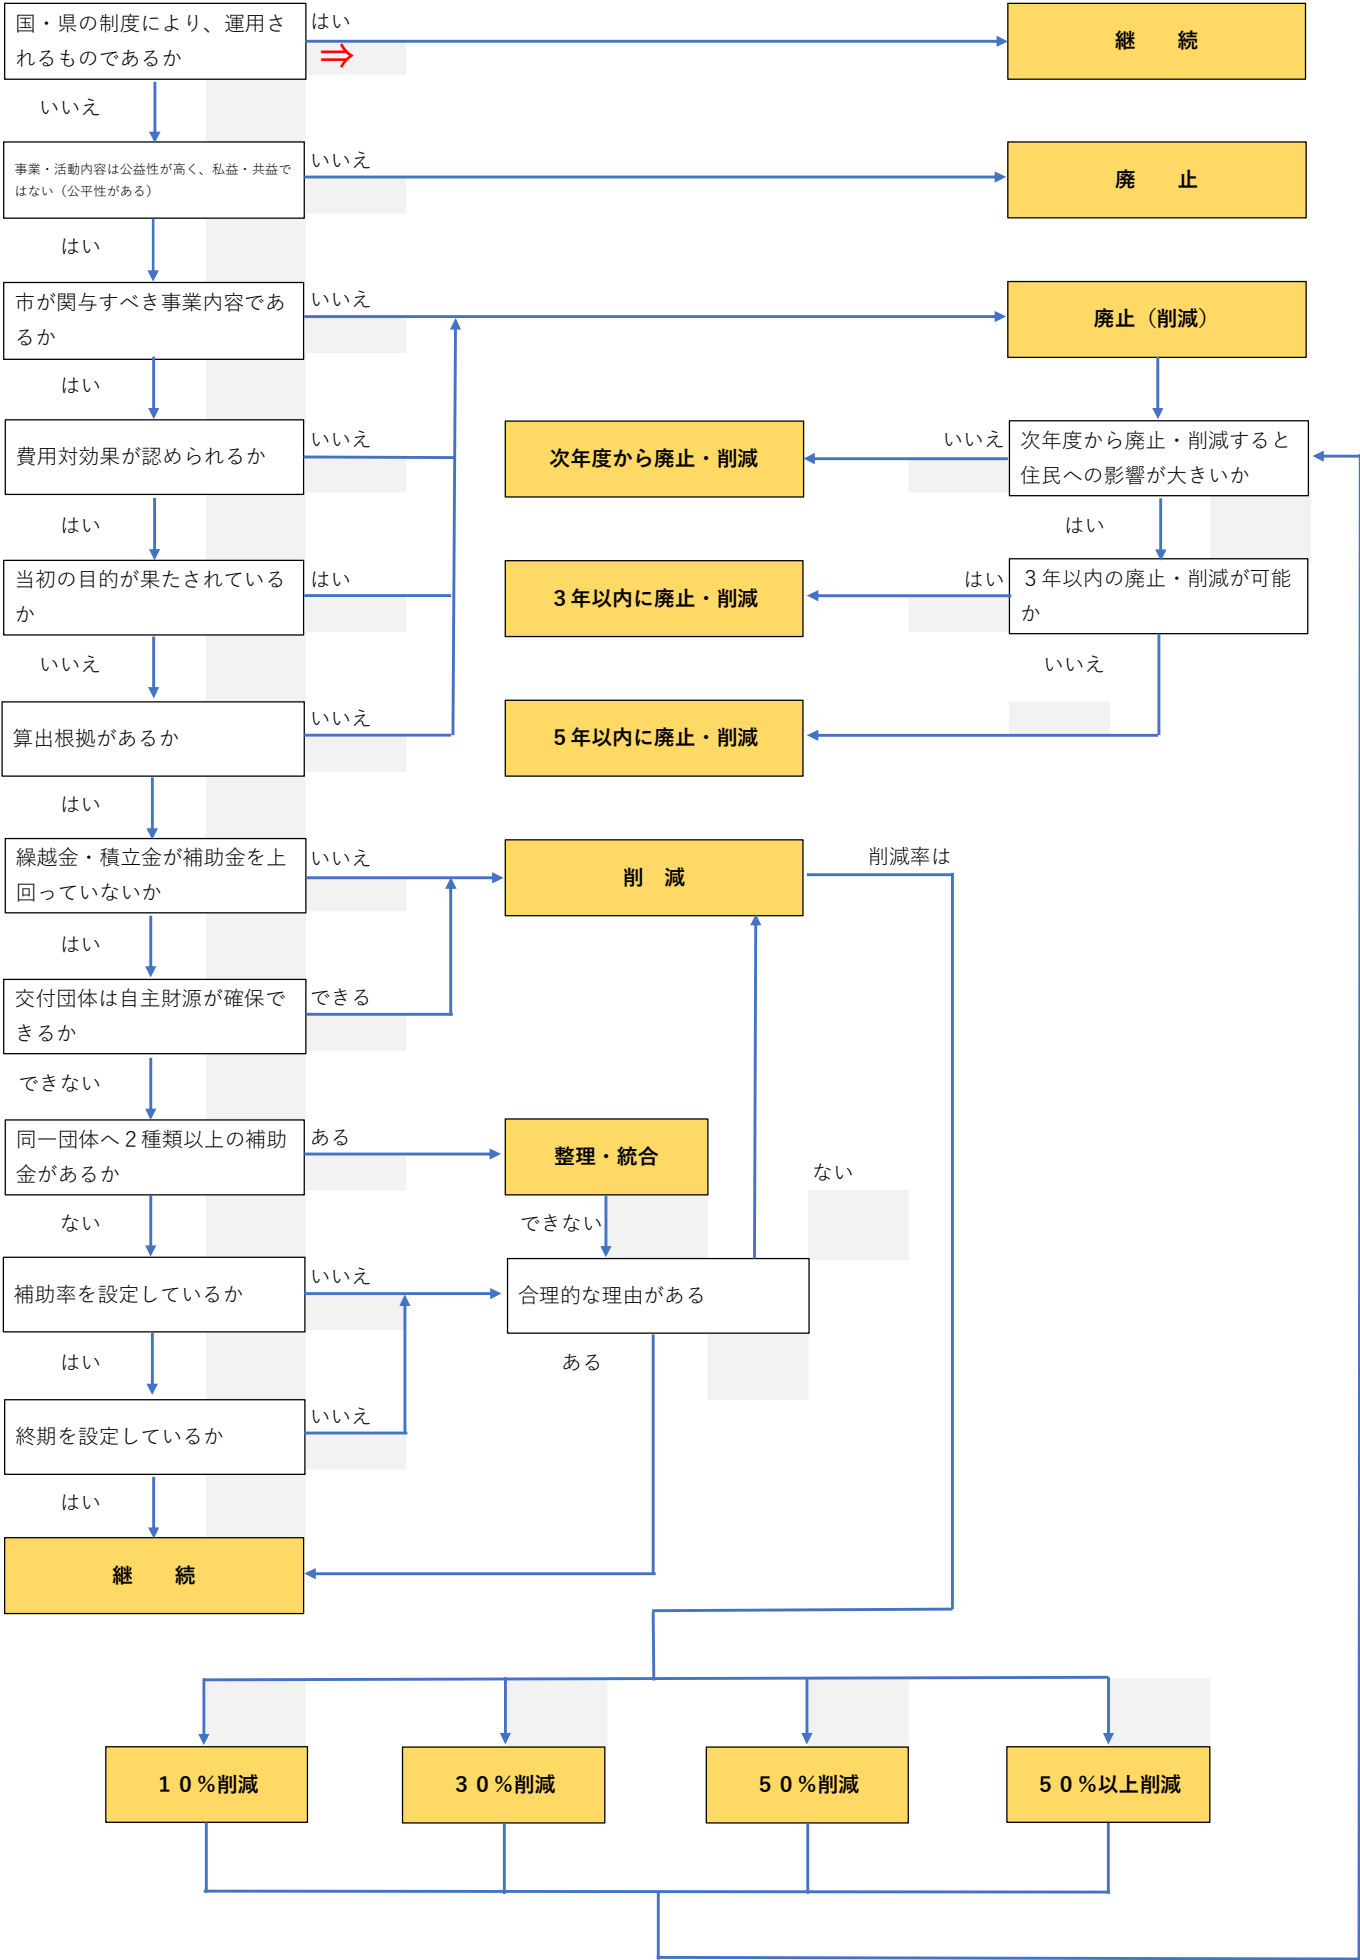 国・県の制度により、運用さ
れるものであるか
はい
⇒
継　　続
いいえ
事業・活動内容は公益性が高く、私益・共益で
はない（公平性がある）
いいえ
廃　　止
はい
市が関与すべき事業内容であ
るか
いいえ
廃止（削減）
はい
費用対効果が認められるか
いいえ
次年度から廃止・削減
いいえ
次年度から廃止・削減すると
住民への影響が大きいか
はい
はい
当初の目的が果たされている
か
はい
３年以内に廃止・削減
はい
３年以内の廃止・削減が可能
か
いいえ
いいえ
算出根拠があるか
いいえ
５年以内に廃止・削減
はい
繰越金・積立金が補助金を上
回っていないか
いいえ
削　減
削減率は
はい
交付団体は自主財源が確保で
きるか
できる
できない
同一団体へ２種類以上の補助
金があるか
ある
整理・統合
ない
ない
できない
補助率を設定しているか
いいえ
合理的な理由がある
はい
ある
終期を設定しているか
いいえ
はい
継　　続
１０％削減
３０％削減
５０％削減
５０％以上削減